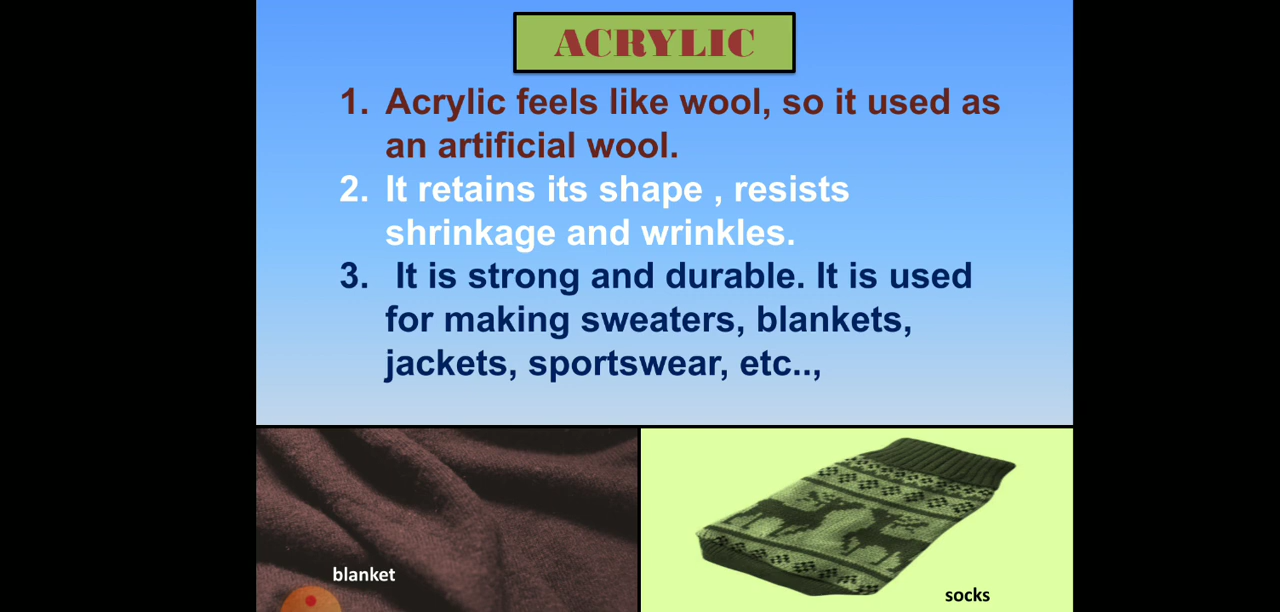 ACRYLIC
1. Acrylic feels like wool, so it used as
an artificial wool.
2. It retains its shape , resists
shrinkage and wrinkles.
3. It is strong and durable. It is used
for making sweaters, blankets,
jackets, sportswear, etc..,
blanket
socks